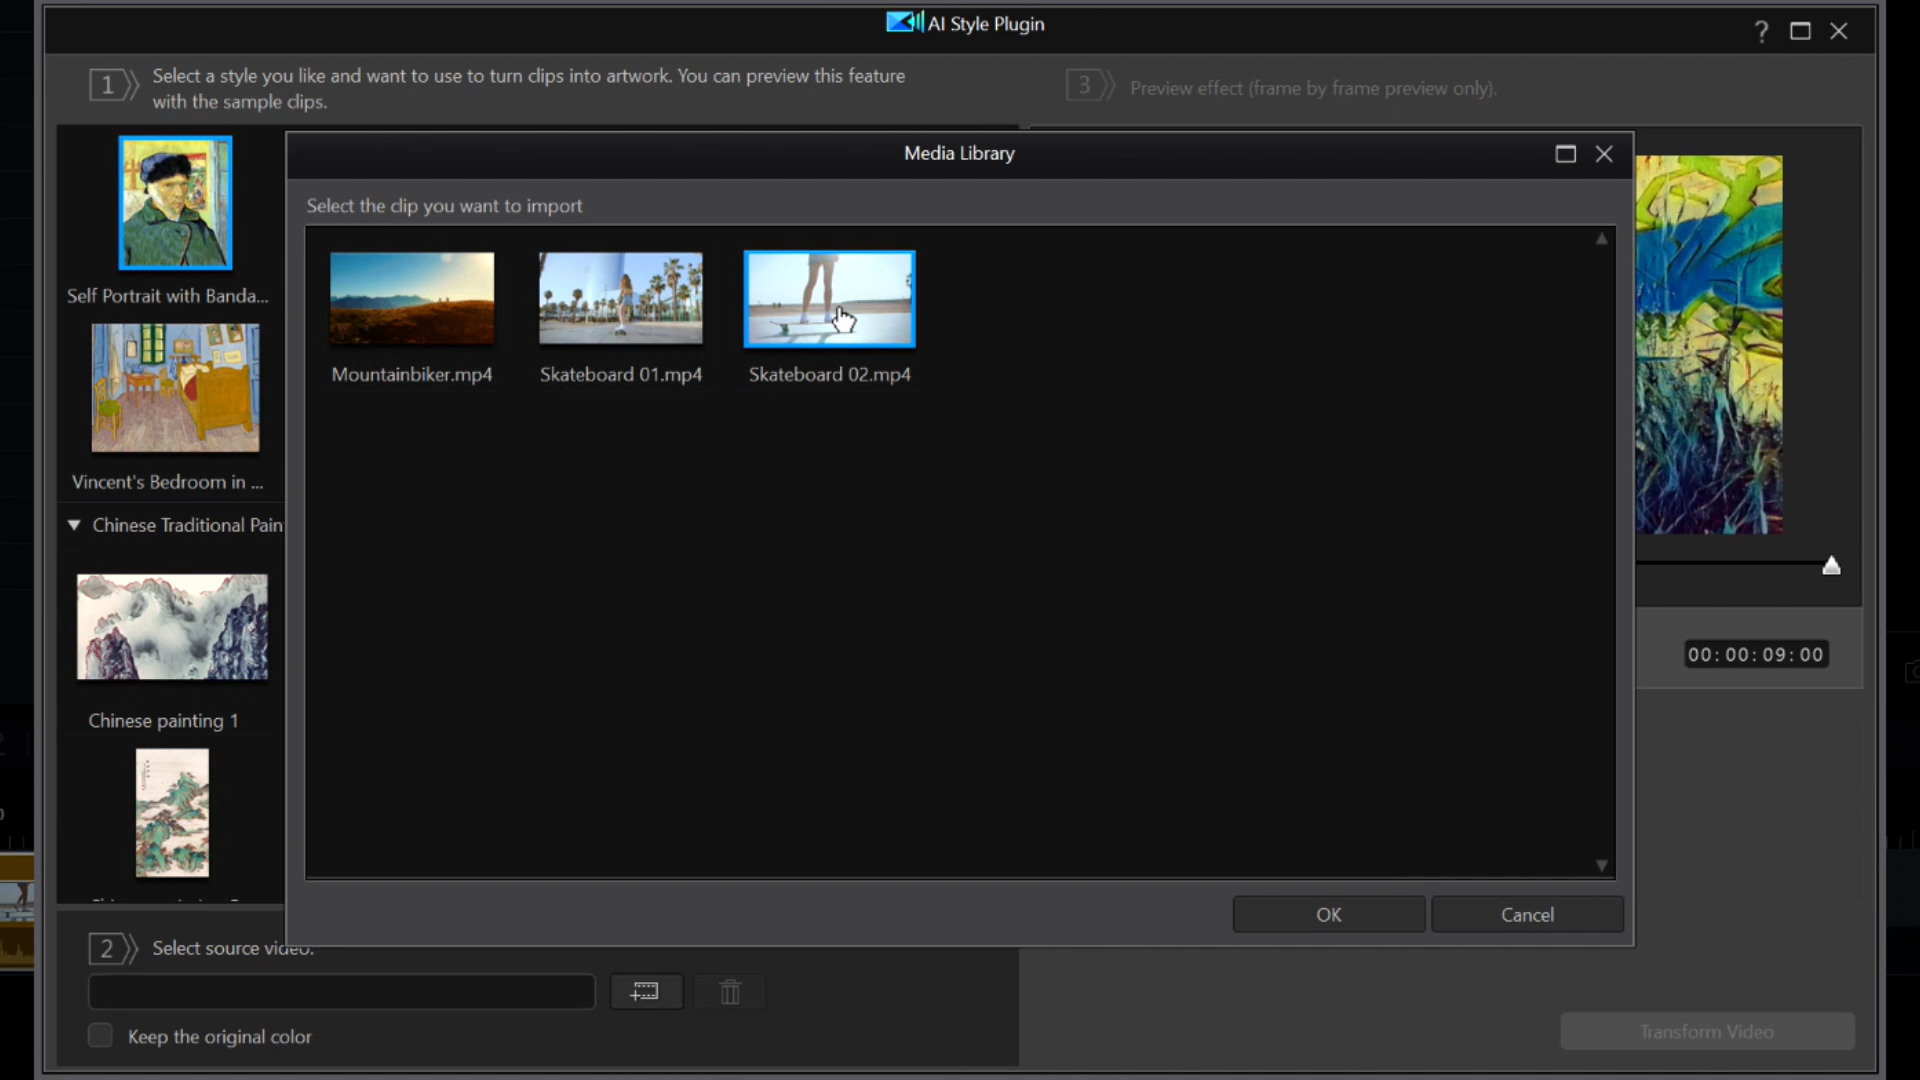 AI Style Plugin
?
1
Select a style you like and want to use to turn clips into artwork. You can preview this feature
with the sample clips.
3
Preview effect (frame by frame preview only).
Media Library
Select the clip you want to import
Mountainbiker.mp4
Skateboard 01.mp4
Skateboard 02.mp4
Self Portrait with Banda...
Vincent's Bedroom in ...
Chinese Traditional Pain
Chinese painting 1
00:00:09:00
OK
Cancel
2
Select source video.
Keep the original color
Transform Video